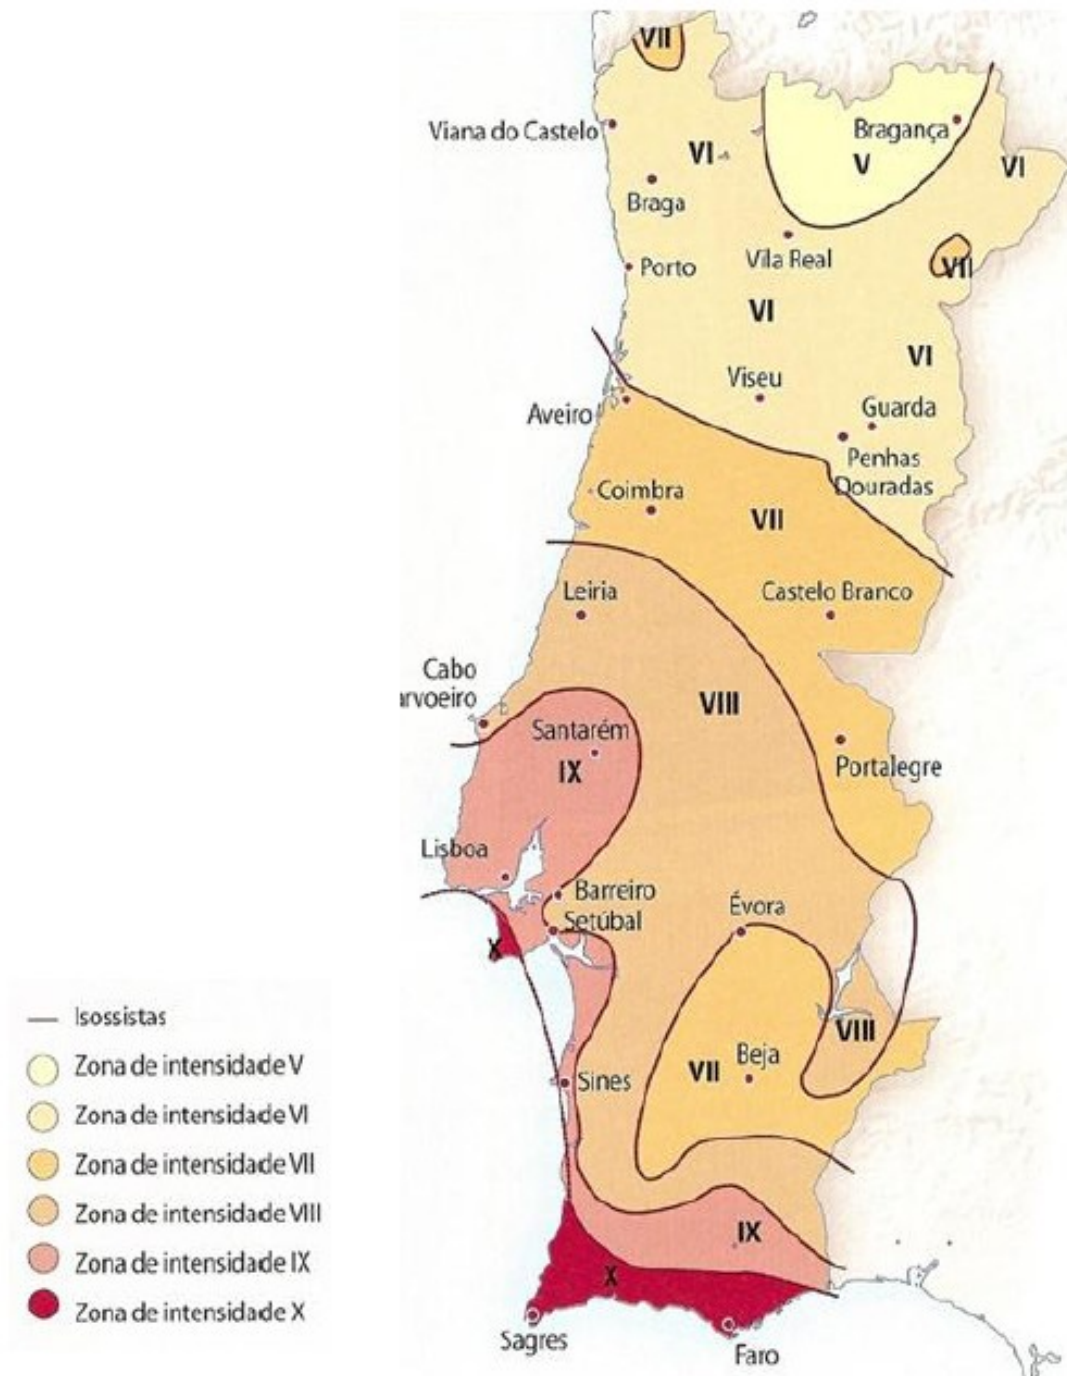 VII
Viana do Castelo
Bragança
VI
V
VI
Braga
Vila Real
Porto
VII
VI
VI
Viseu
Guarda
Aveiro
Penhas
Douradas
Coimbra
VII
Leiria
Castelo Branco
Cabo
arvoeiro
VIII
Santarém
IX
Portalegre
Lisboa
Barreiro
Évora
Setúbal
X
Isossistas
VIII
Beja
Zona de intensidade V
VII
Sines
Zona de intensidade VI
Zona de intensidade VII
Zona de intensidade VIII
IX
Zona de intensidade IX
X
Zona de intensidade X
Sagres
Faro